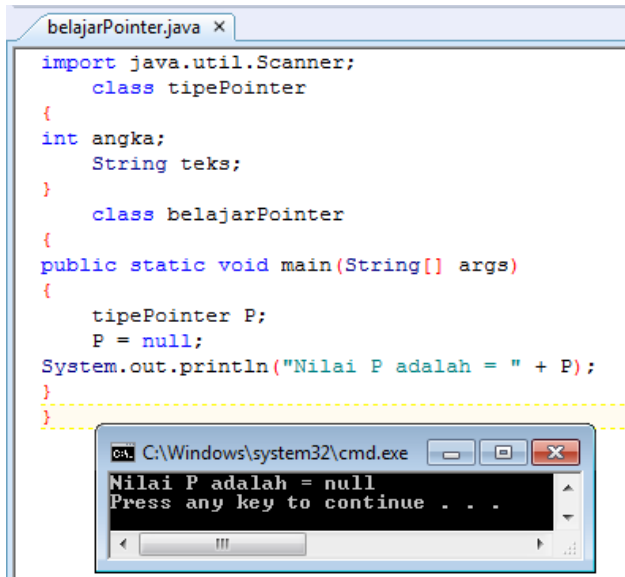 belajarPointer.java ×
import java.util.Scanner;
class tipePointer
{
int angka;
String teks;
}
class belajarPointer
{
public static void main(String[] args)
{
tipePointer P;
P = null;
System.out.println("Nilai P adalah = " + P);
}
}
C:\Windows\system32\cmd.exe
Nilai P adalah = null
Press any key to continue . . .